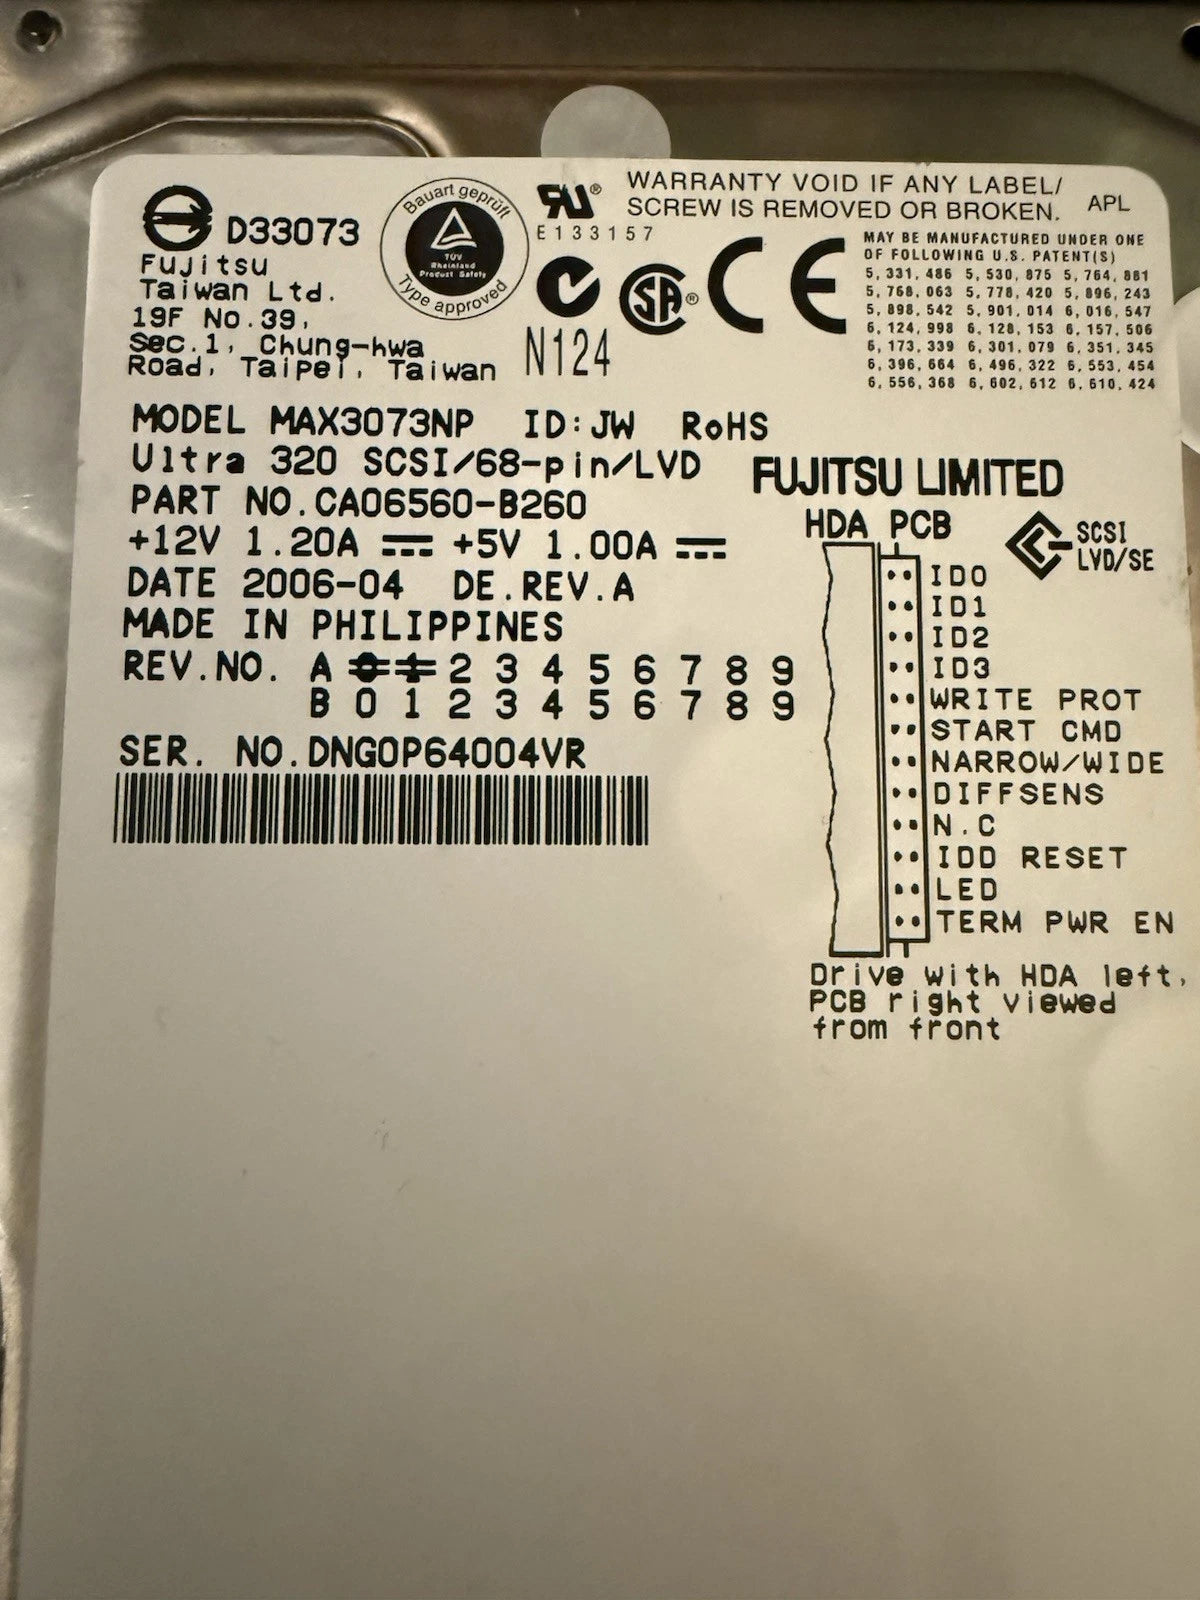 D33073
Fujitsu
Taiwan Ltd.
19F No.39,
Sec.1, Chung-hwa
Road, Taipei, Taiwan
Bauart geprüft
TÜV
Rheinland
Product Safety
Type approved
RU®
E133157
SA®
CE
N124
WARRANTY VOID IF ANY LABEL/
SCREW IS REMOVED OR BROKEN.
APL
MAY BE MANUFACTURED UNDER ONE
OF FOLLOWING U.S. PATENT(S)
5,331,486 5,530,875 5,764,881
5,768,063 5,778,420 5,896,243
5,898,542 5,901,014 6,016,547
6,124,998 6,128,153 6,157,506
6,173,339 6,301,079 6,351,345
6,396,664 6,496,322 6,553,454
6,556,368 6,602,612 6,610,424
MODEL MAX3073NP ID:JW RoHS
Ultra 320 SCSI/68-pin/LVD
PART NO.CA06560-B260
+12V 1.20A +5V 1.00A
DATE 2006-04 DE.REV.A
MADE IN PHILIPPINES
REV.NO. A 0 1 2 3 4 5 6 7 8 9
B 0 1 2 3 4 5 6 7 8 9
SER. NO.DNG0P64004VR
FUJITSU LIMITED
HDA PCB
SCSI
LVD/SE
ID0
ID1
ID2
ID3
WRITE PROT
START CMD
NARROW/WIDE
DIFFSENS
N.C
IDD RESET
LED
TERM PWR EN
Drive with HDA left,
PCB right viewed
from front